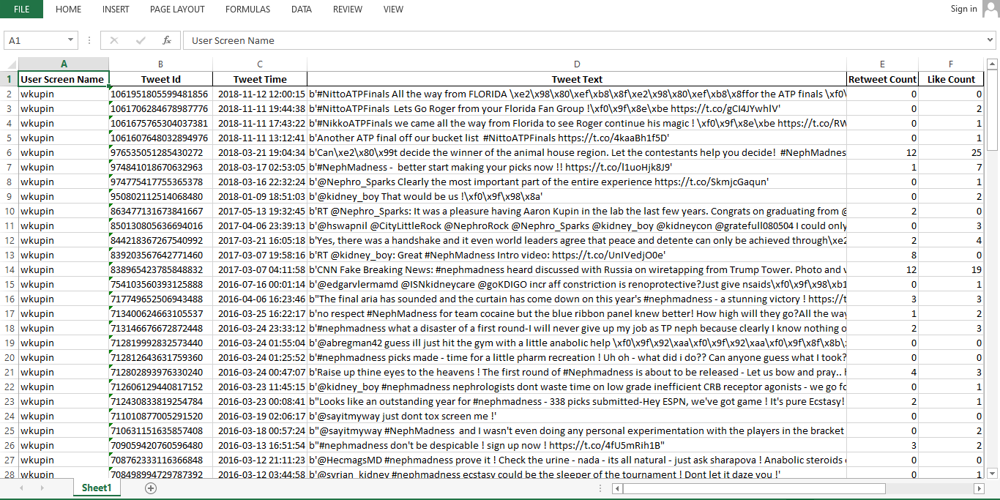 FILE HOME INSERT PAGE LAYOUT FORMULAS DATA REVIEW VIEW Sign in
A1 fx User Screen Name
A B C D E F
1 User Screen Name Tweet Id Tweet Time Tweet Text Retweet Count Like Count
2 wkupin 1061951805599481856 2018-11-12 12:00:15 b'#NittoATPFinals All the way from FLORIDA \xe2\x98\x80\xef\xb8\x8f\xe2\x98\x80\xef\xb8\x8ffor the ATP finals \xf0\ 0 0
3 wkupin 1061706284678987776 2018-11-11 19:44:38 b'#NittoATPFinals  Lets Go Roger from your Florida Fan Group !\xf0\x9f\x8e\xbe https://t.co/gCI4JYwhlV' 0 2
4 wkupin 1061675765304037381 2018-11-11 17:43:22 b'#NikkoATPFinals we came all the way from Florida to see Roger continue his magic ! \xf0\x9f\x8e\xbe https://t.co/RW 0 1
5 wkupin 1061607648032894976 2018-11-11 13:12:41 b'Another ATP final off our bucket list  #NittoATPFinals https://t.co/4kaaBh1f5D' 0 1
6 wkupin 976535051285430272 2018-03-21 19:04:34 b'Can\xe2\x80\x99t decide the winner of the animal house region. Let the contestants help you decide!  #NephMadnes 12 25
7 wkupin 974841018670632963 2018-03-17 02:53:05 b'#NephMadness -  better start making your picks now !! https://t.co/l1uoHjk8J9' 1 7
8 wkupin 974775417755365378 2018-03-16 22:32:24 b'@Nephro_Sparks Clearly the most important part of the entire experience https://t.co/SkmjcGaqun' 0 1
9 wkupin 950802112514068480 2018-01-09 18:51:03 b'@kidney_boy That would be us !\xf0\x9f\x98\x8a' 0 2
10 wkupin 863477131673841667 2017-05-13 19:32:45 b'RT @Nephro_Sparks: It was a pleasure having Aaron Kupin in the lab the last few years. Congrats on graduating from @ 2 0
11 wkupin 850130805636694016 2017-04-06 23:39:13 b'@hswapnil @CityLittleRock @NephroRock @Nephro_Sparks @kidney_boy @kidneycon @gratefull080504 I could only 0 3
12 wkupin 844218367267540992 2017-03-21 16:05:18 b'Yes, there was a handshake and it even world leaders agree that peace and detente can only be achieved through\xe2 2 4
13 wkupin 839203567642771460 2017-03-07 19:58:16 b'RT @kidney_boy: Great #NephMadness Intro video: https://t.co/UnIVedjO0e' 8 0
14 wkupin 838965423785848832 2017-03-07 04:11:58 b'CNN Fake Breaking News: #nephmadness heard discussed with Russia on wiretapping from Trump Tower. Photo and v 12 19
15 wkupin 754103560393125888 2016-07-16 00:01:14 b'@edgarvlermamd @ISNkidneycare @goKDIGO incr aff constriction is renoprotective?Just give nsaids\xf0\x9f\x98\xb1 0 1
16 wkupin 717749652506943488 2016-04-06 16:23:46 b"The final aria has sounded and the curtain has come down on this year's #nephmadness - a stunning victory ! https://t 3 3
17 wkupin 713400624663105537 2016-03-25 16:22:17 b'no respect #NephMadness for team cocaine but the blue ribbon panel knew better! How high will they go?All the way 1 2
18 wkupin 713146676672872448 2016-03-24 23:33:12 b'#nephmadness what a disaster of a first round-I will never give up my job as TP neph because clearly I know nothing o 2 3
19 wkupin 712819992832573440 2016-03-24 01:55:04 b'@abregman42 guess ill just hit the gym with a little anabolic help \xf0\x9f\x92\xaa\xf0\x9f\x92\xaa\xf0\x9f\x8f\x8b\ 0 0
20 wkupin 712812643631759360 2016-03-24 01:25:52 b'#nephmadness picks made - time for a little pharm recreation ! Uh oh - what did i do?? Can anyone guess what I took? 0 0
21 wkupin 712802893976330240 2016-03-24 00:47:07 b'Raise up thine eyes to the heavens ! The first round of #Nephmadness is about to be released - Let us bow and pray.. 4 3
22 wkupin 712606129440817152 2016-03-23 11:45:15 b'@kidney_boy #nephmadness nephrologists dont waste time on low grade inefficient CRB receptor agonists - we go fo 0 1
23 wkupin 712430833819254784 2016-03-23 00:08:41 b"Looks like an outstanding year for #nephmadness - 338 picks submitted-Hey ESPN, we've got game ! It's pure Ecstasy! 2 1
24 wkupin 711010877005291520 2016-03-19 02:06:17 b'@sayitmyway just dont tox screen me !' 0 0
25 wkupin 710631151635857408 2016-03-18 00:57:24 b"@sayitmyway #NephMadness  and I wasn't even doing any personal experimentation with the players in the bracket 0 2
26 wkupin 709059420760596480 2016-03-13 16:51:54 b"#nephmadness don't be despicable ! sign up now ! https://t.co/4fU5mRih1B" 3 2
27 wkupin 708762333116366848 2016-03-12 21:11:23 b'@HecmagsMD #nephmadness prove it ! Check the urine - nada - its all natural - just ask sharapova ! Anabolic steroids 0 0
28 wkupin 708498994729787392 2016-03-12 03:44:58 b'@syrian_kidney #nephmadness ecstasy could be the sleeper of the tournament ! Dont let it daze you !' 0 1
Sheet1